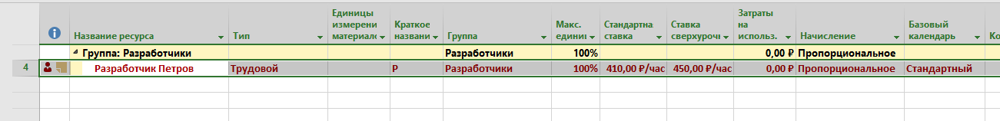 Название ресурса
Тип
Единицы
измерени
материало
Краткое
названи
Группа
Макс.
едини
Стандартна
ставка
Ставка
сверхуроч
Затраты
на
использ.
Начисление
Базовый
календарь
Ко
Группа: Разработчики Разработчики 100% 0,00 ₽ Пропорциональное
4 Разработчик Петров Трудовой Р Разработчики 100% 410,00 ₽/час 450,00 ₽/час 0,00 ₽ Пропорциональное Стандартный